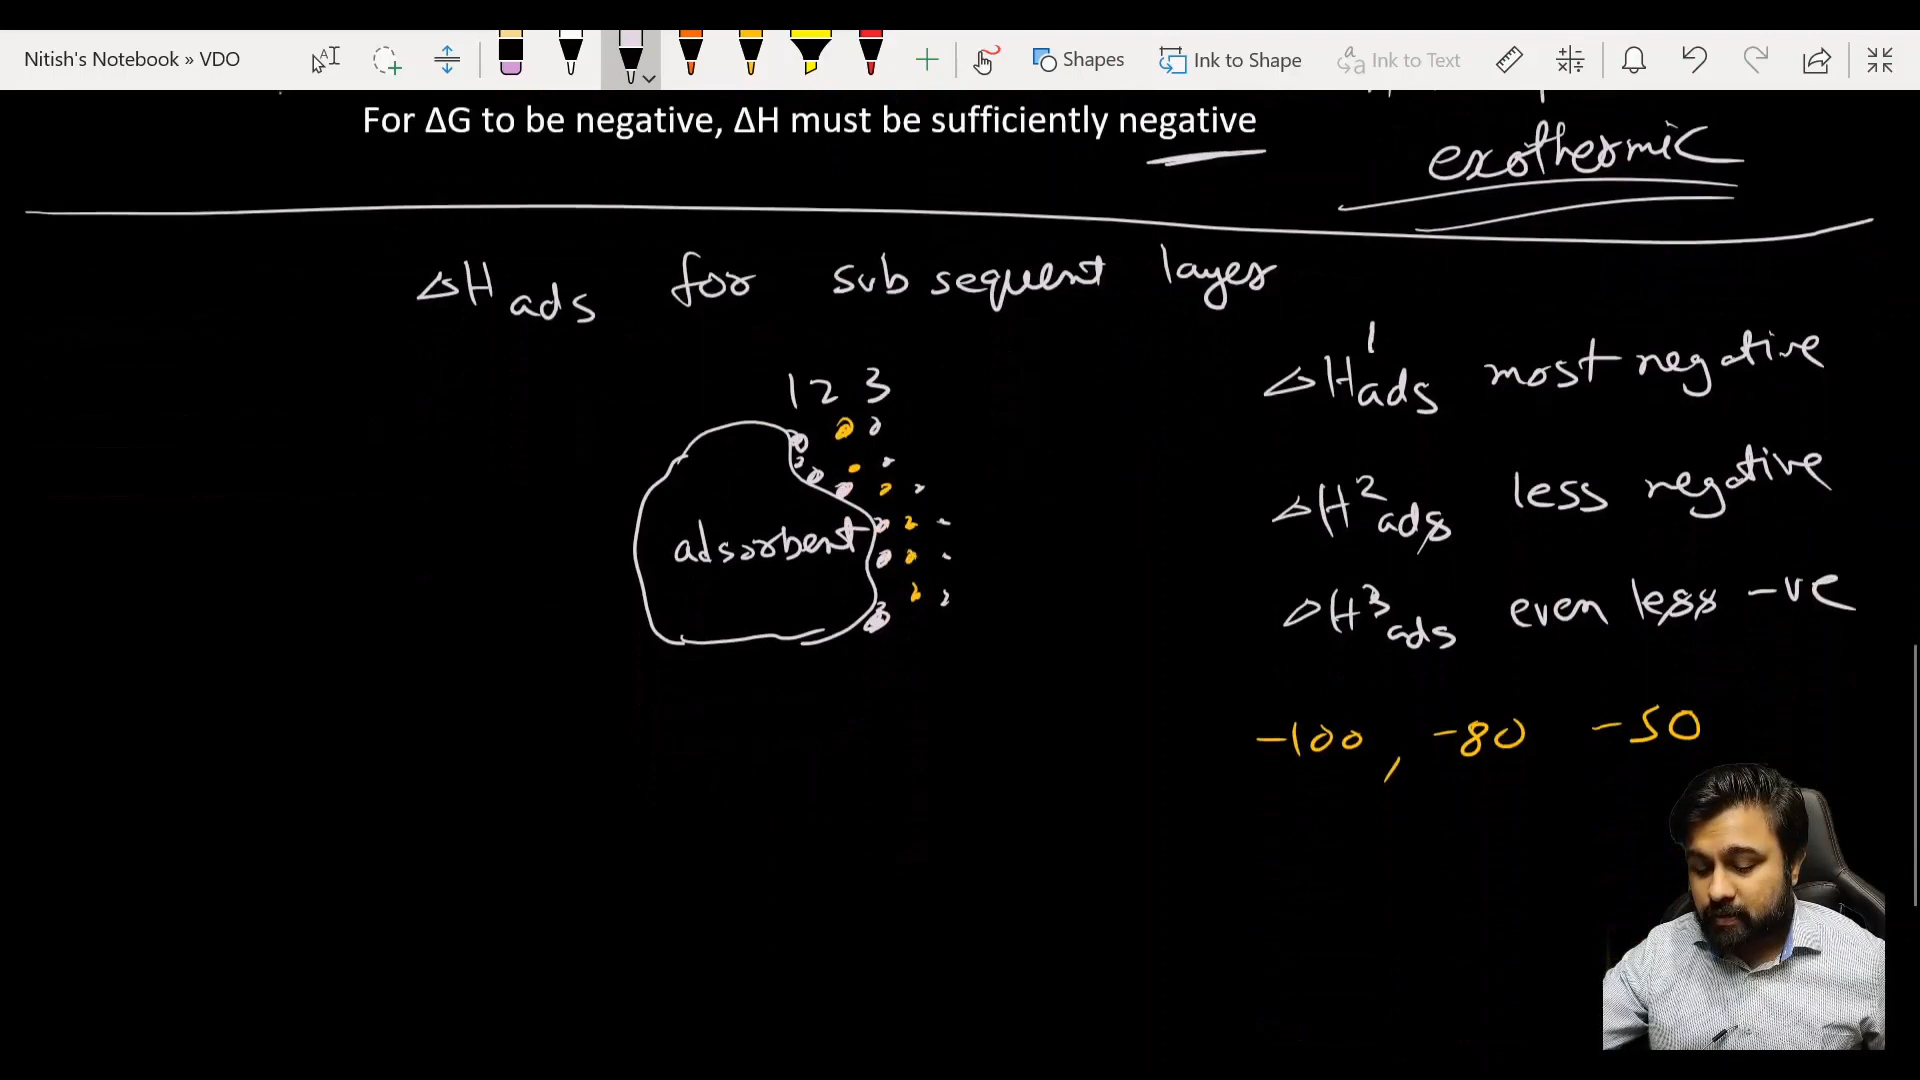 Nitish's Notebook » VDO
Shapes
Ink to Shape
Ink to Text
For ΔG to be negative, ΔH must be sufficiently negative
exothermic
ΔH ads for sub sequent layer
1 2 3
adsorbent
ΔH¹ads most negative
ΔH²ads less negative
ΔH³ads even less -ve
-100, -80 -50